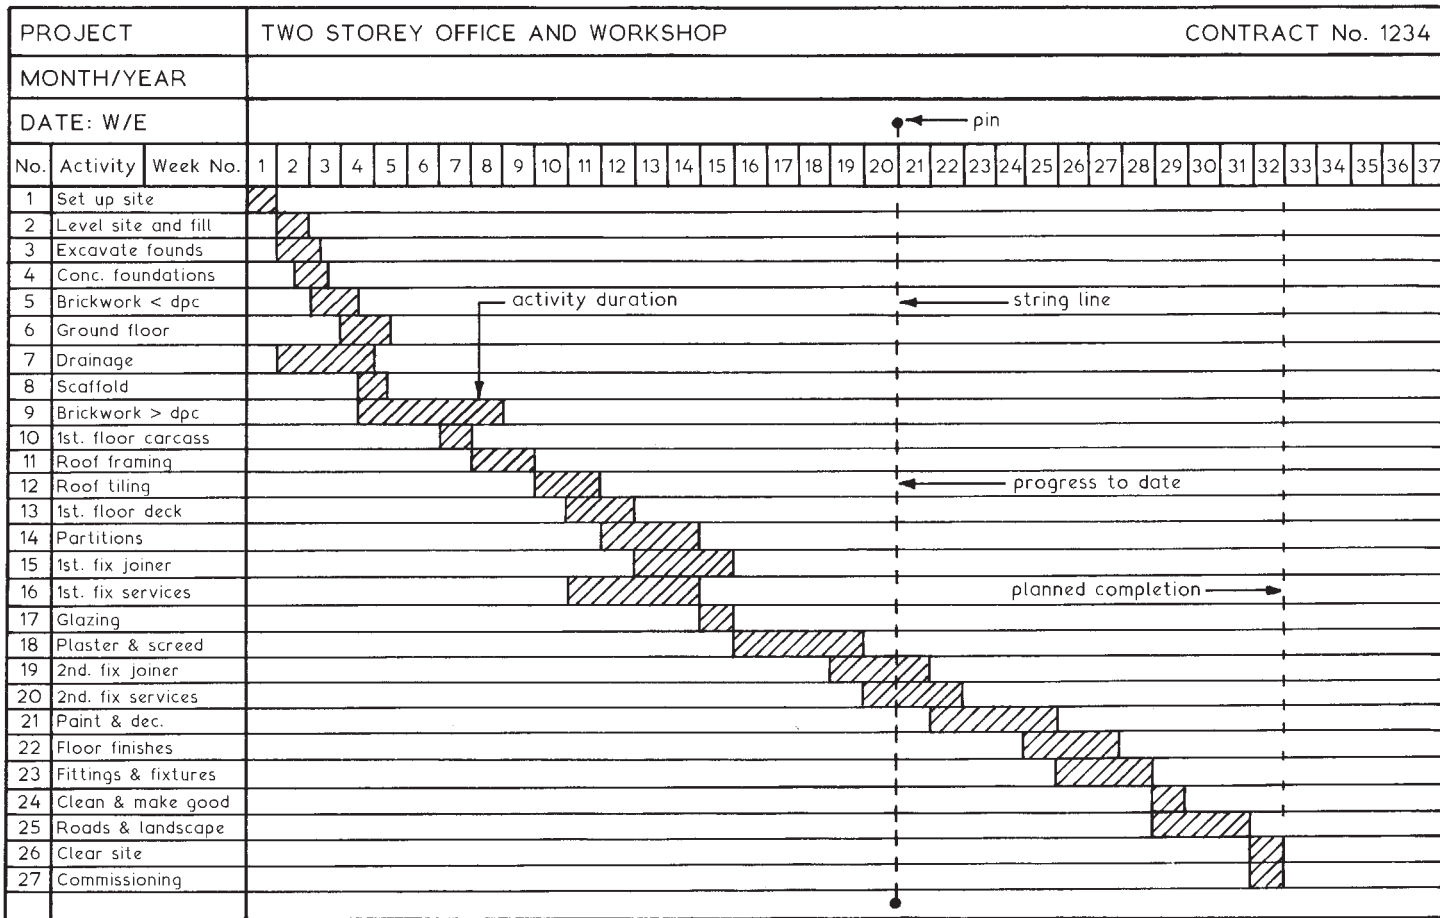 PROJECT TWO STOREY OFFICE AND WORKSHOP CONTRACT No. 1234
MONTH/YEAR
DATE: W/E pin
No. Activity Week No. 1 2 3 4 5 6 7 8 9 10 11 12 13 14 15 16 17 18 19 20 21 22 23 24 25 26 27 28 29 30 31 32 33 34 35 36 37
1 Set up site
2 Level site and fill
3 Excavate founds
4 Conc. foundations
5 Brickwork < dpc activity duration string line
6 Ground floor
7 Drainage
8 Scaffold
9 Brickwork > dpc
10 1st. floor carcass
11 Roof framing
12 Roof tiling progress to date
13 1st. floor deck
14 Partitions
15 1st. fix joiner
16 1st. fix services planned completion
17 Glazing
18 Plaster & screed
19 2nd. fix joiner
20 2nd. fix services
21 Paint & dec.
22 Floor finishes
23 Fittings & fixtures
24 Clean & make good
25 Roads & landscape
26 Clear site
27 Commissioning